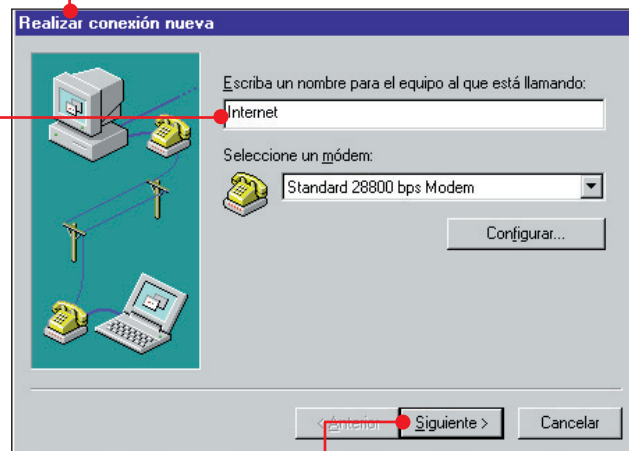 Realizar conexión nueva
Escriba un nombre para el equipo al que está llamando:
Internet
Seleccione un módem:
Standard 28800 bps Modem
Configurar...
< Anterior
Siguiente >
Cancelar